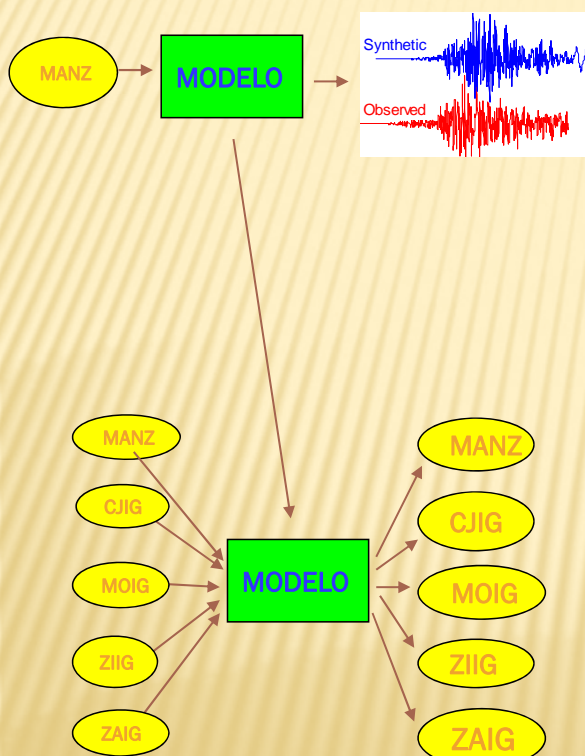 MANZ
MODELO
Synthetic
Observed
MANZ
CJIG
MOIG
ZIIG
ZAIG
MODELO
MANZ
CJIG
MOIG
ZIIG
ZAIG